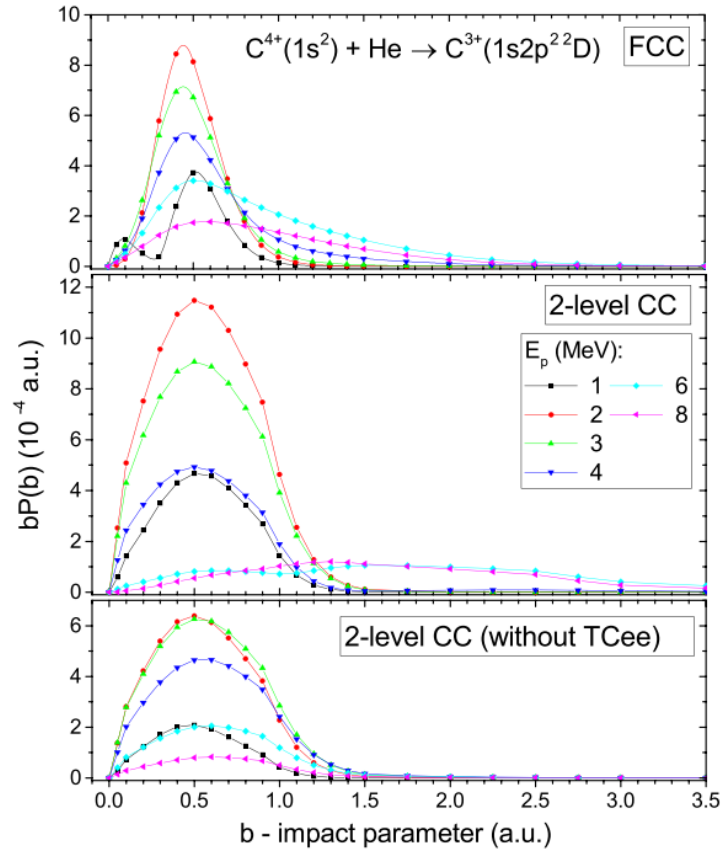 C⁴⁺(1s²) + He → C³⁺(1s2p² ²D)
FCC
10
8
6
4
2
0
2-level CC
12
10
8
6
4
2
0
E_p (MeV):
1 6
2 8
3
4
bP(b) (10⁻⁴ a.u.)
2-level CC (without TCee)
6
4
2
0
0.0 0.5 1.0 1.5 2.0 2.5 3.0 3.5
b - impact parameter (a.u.)